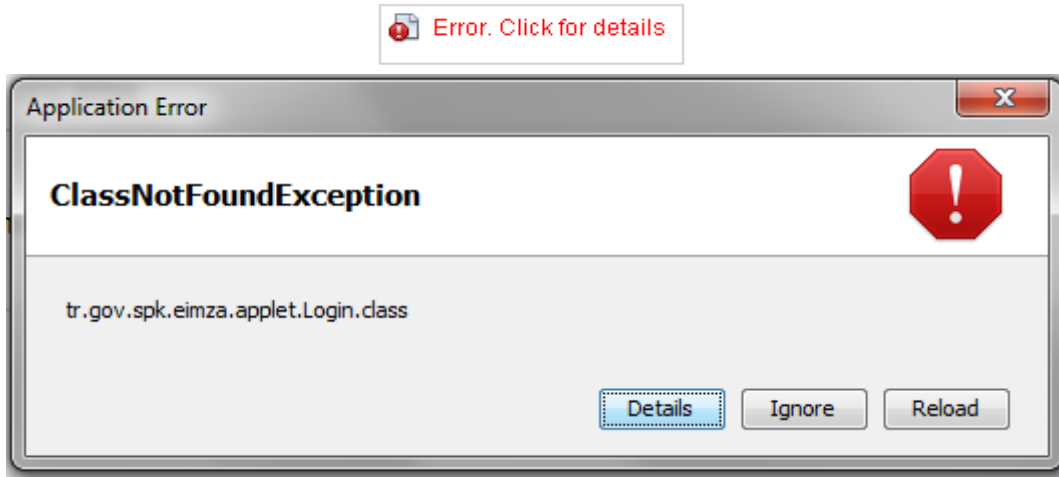 Error. Click for details
Application Error
ClassNotFoundException
tr.gov.spk.eimza.applet.Login.class
Details Ignore Reload